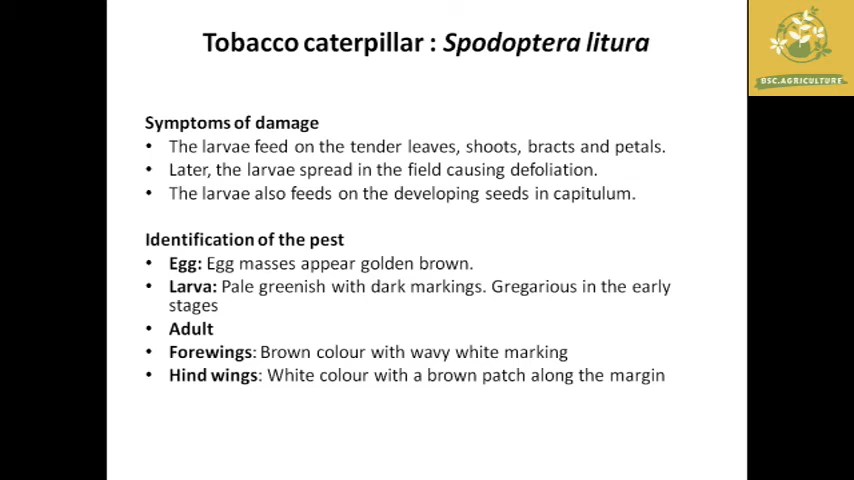 Tobacco caterpillar : Spodoptera litura
BSC.AGRICULTURE
Symptoms of damage
• The larvae feed on the tender leaves, shoots, bracts and petals.
• Later, the larvae spread in the field causing defoliation.
• The larvae also feeds on the developing seeds in capitulum.
Identification of the pest
• Egg: Egg masses appear golden brown.
• Larva: Pale greenish with dark markings. Gregarious in the early
stages
• Adult
• Forewings: Brown colour with wavy white marking
• Hind wings: White colour with a brown patch along the margin